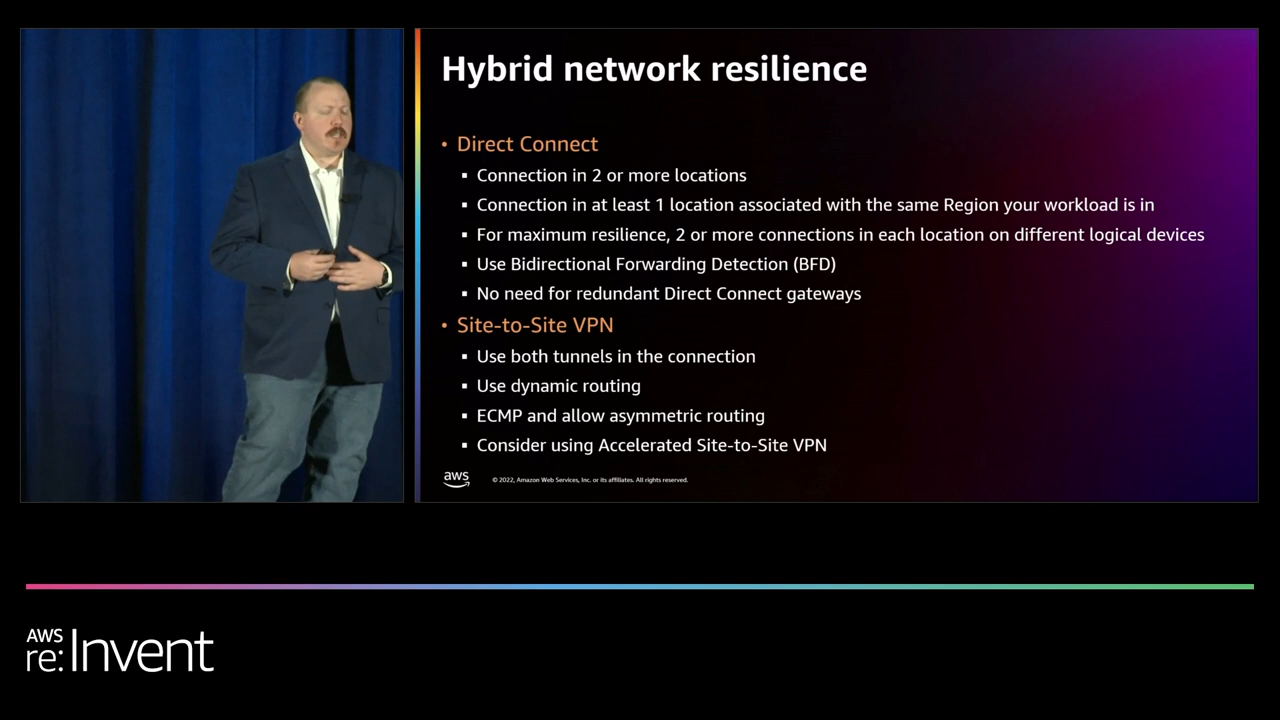 Hybrid network resilience
• Direct Connect
▪ Connection in 2 or more locations
▪ Connection in at least 1 location associated with the same Region your workload is in
▪ For maximum resilience, 2 or more connections in each location on different logical devices
▪ Use Bidirectional Forwarding Detection (BFD)
▪ No need for redundant Direct Connect gateways
• Site-to-Site VPN
▪ Use both tunnels in the connection
▪ Use dynamic routing
▪ ECMP and allow asymmetric routing
▪ Consider using Accelerated Site-to-Site VPN
aws
© 2022, Amazon Web Services, Inc. or its affiliates. All rights reserved.
AWS
re:Invent